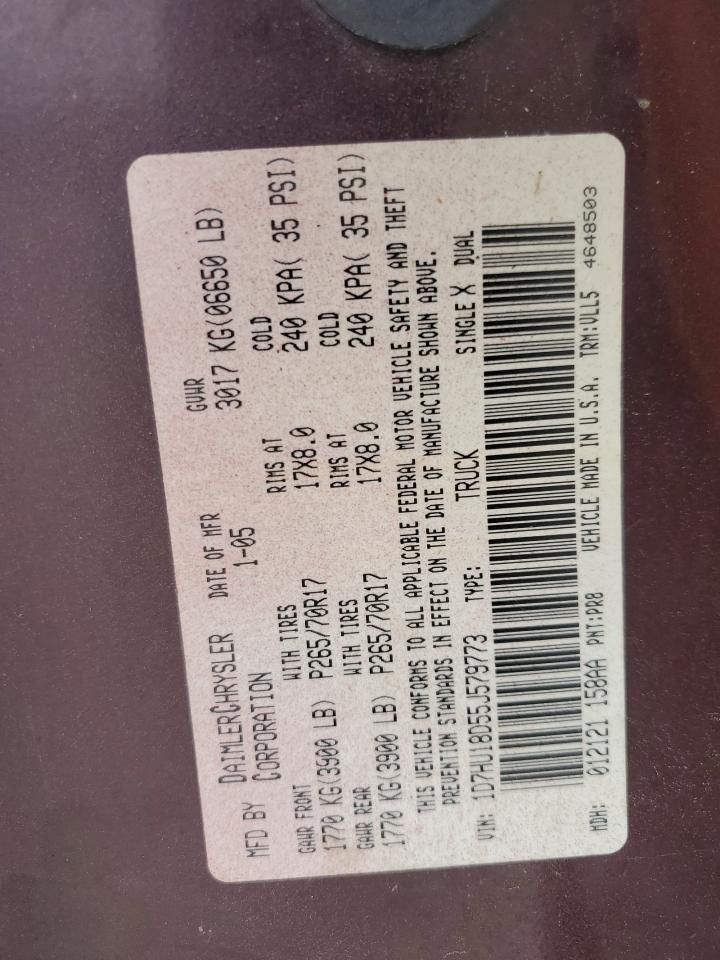 MFD BY DAIMLERCHRYSLER CORPORATION DATE OF MFR 1-05 GVWR 3017 KG(06650 LB)
GAWR FRONT WITH TIRES RIMS AT COLD
1770 KG(3900 LB) P265/70R17 17X8.0 240 KPA( 35 PSI)
GAWR REAR WITH TIRES RIMS AT COLD
1770 KG(3900 LB) P265/70R17 17X8.0 240 KPA( 35 PSI)
THIS VEHICLE CONFORMS TO ALL APPLICABLE FEDERAL MOTOR VEHICLE SAFETY AND THEFT
PREVENTION STANDARDS IN EFFECT ON THE DATE OF MANUFACTURE SHOWN ABOVE.
VIN: 1D7HU18D55J579773 TYPE: TRUCK SINGLE X DUAL
MDH: 012121 158AA PNT:PR8 VEHICLE MADE IN U.S.A. TRM:VLL5 4648503